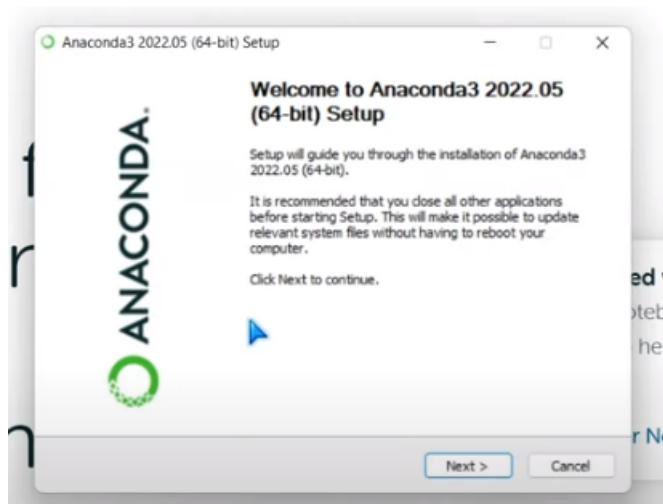 Anaconda3 2022.05 (64-bit) Setup
Welcome to Anaconda3 2022.05
(64-bit) Setup
Setup will guide you through the installation of Anaconda3
2022.05 (64-bit).
It is recommended that you close all other applications
before starting Setup. This will make it possible to update
relevant system files without having to reboot your
computer.
Click Next to continue.
ANACONDA.
Next >
Cancel